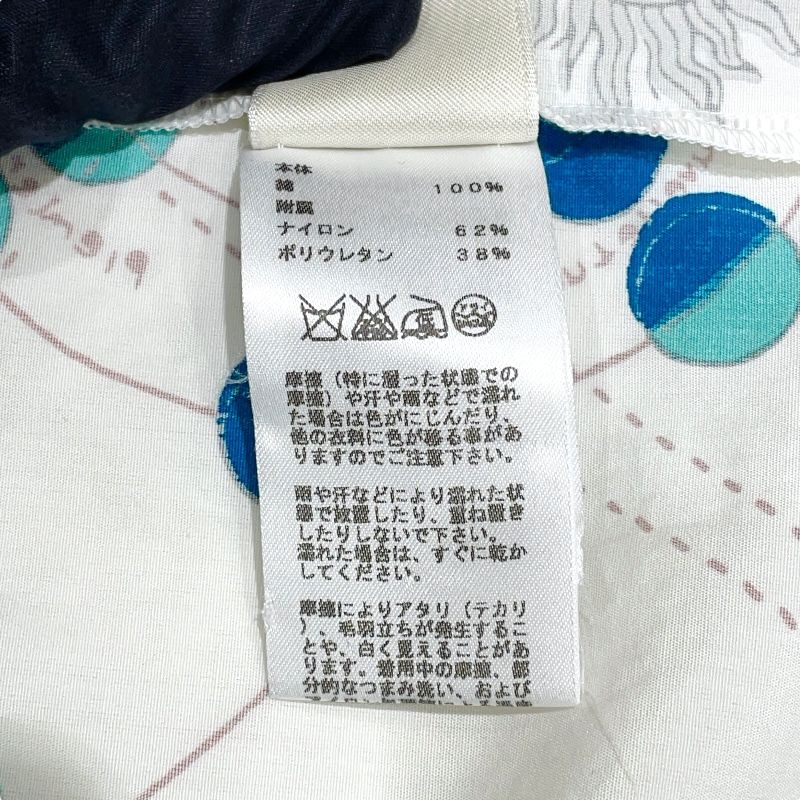 本体
綿 100%
附属
ナイロン 62%
ポリウレタン 38%
低
摩擦（特に湿った状態での
摩擦）や汗や雨などで濡れ
た場合は色がにじんだり、
他の衣料に色が移る事があ
りますのでご注意下さい。
雨や汗などにより濡れた状
態で放置したり、重ね置き
したりしないで下さい。
濡れた場合は、すぐに乾か
してください。
摩擦によりアタリ（テカリ
）、毛羽立ちが発生するこ
とや、白く見えることがあ
ります。着用中の摩擦、部
分的なつまみ洗い、および